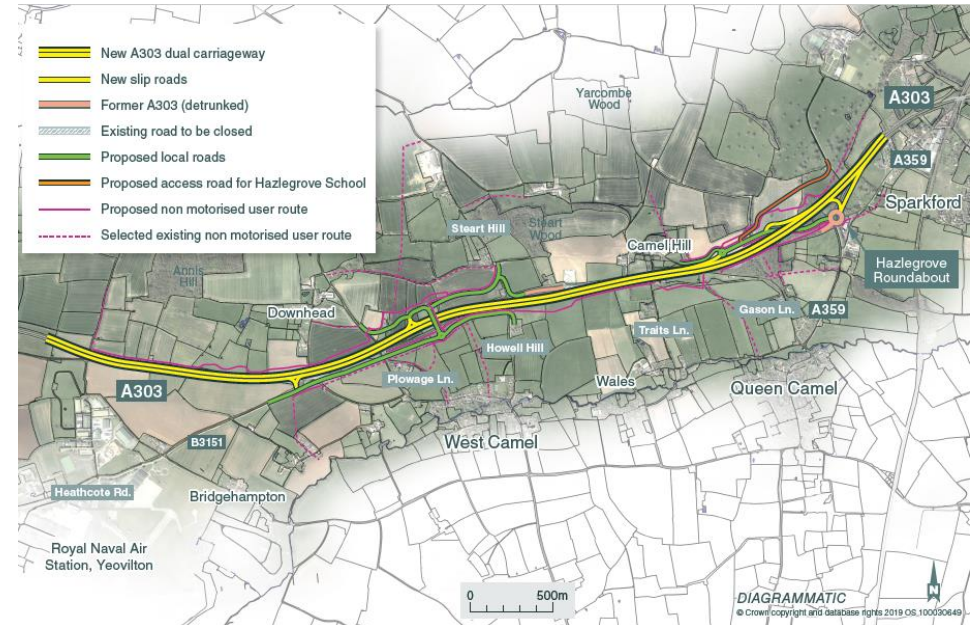 New A303 dual carriageway
New slip roads
Former A303 (detrunked)
Existing road to be closed
Proposed local roads
Proposed access road for Hazlegrove School
Proposed non motorised user route
Selected existing non motorised user route
Yarcombe
Wood
A303
A359
Sparkford
Steart Hill
Steart
Wood
Camel Hill
Hazlegrove
Roundabout
Annis
Hill
Downhead
Gason Ln.
A359
Traits Ln.
Howell Hill
Plowage Ln.
Wales
Queen Camel
A303
West Camel
B3151
Heathcote Rd.
Bridgehampton
Royal Naval Air
Station, Yeovilton
0 500m
N
DIAGRAMMATIC
© Crown copyright and database rights 2019 OS 100030649